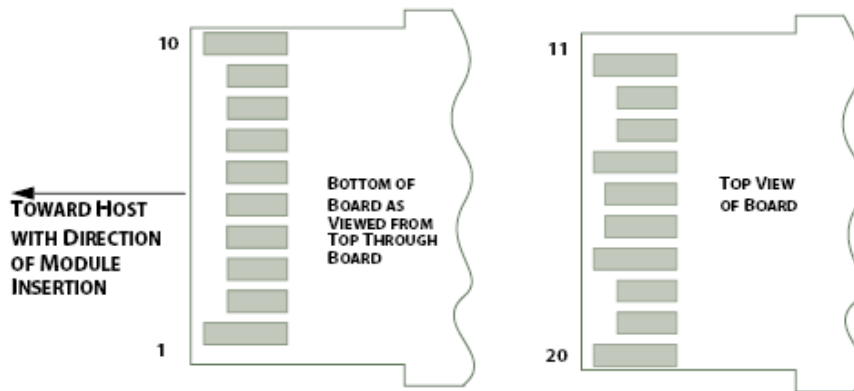 10
1
TOWARD HOST
WITH DIRECTION
OF MODULE
INSERTION
BOTTOM OF
BOARD AS
VIEWED FROM
TOP THROUGH
BOARD
11
20
TOP VIEW
OF BOARD